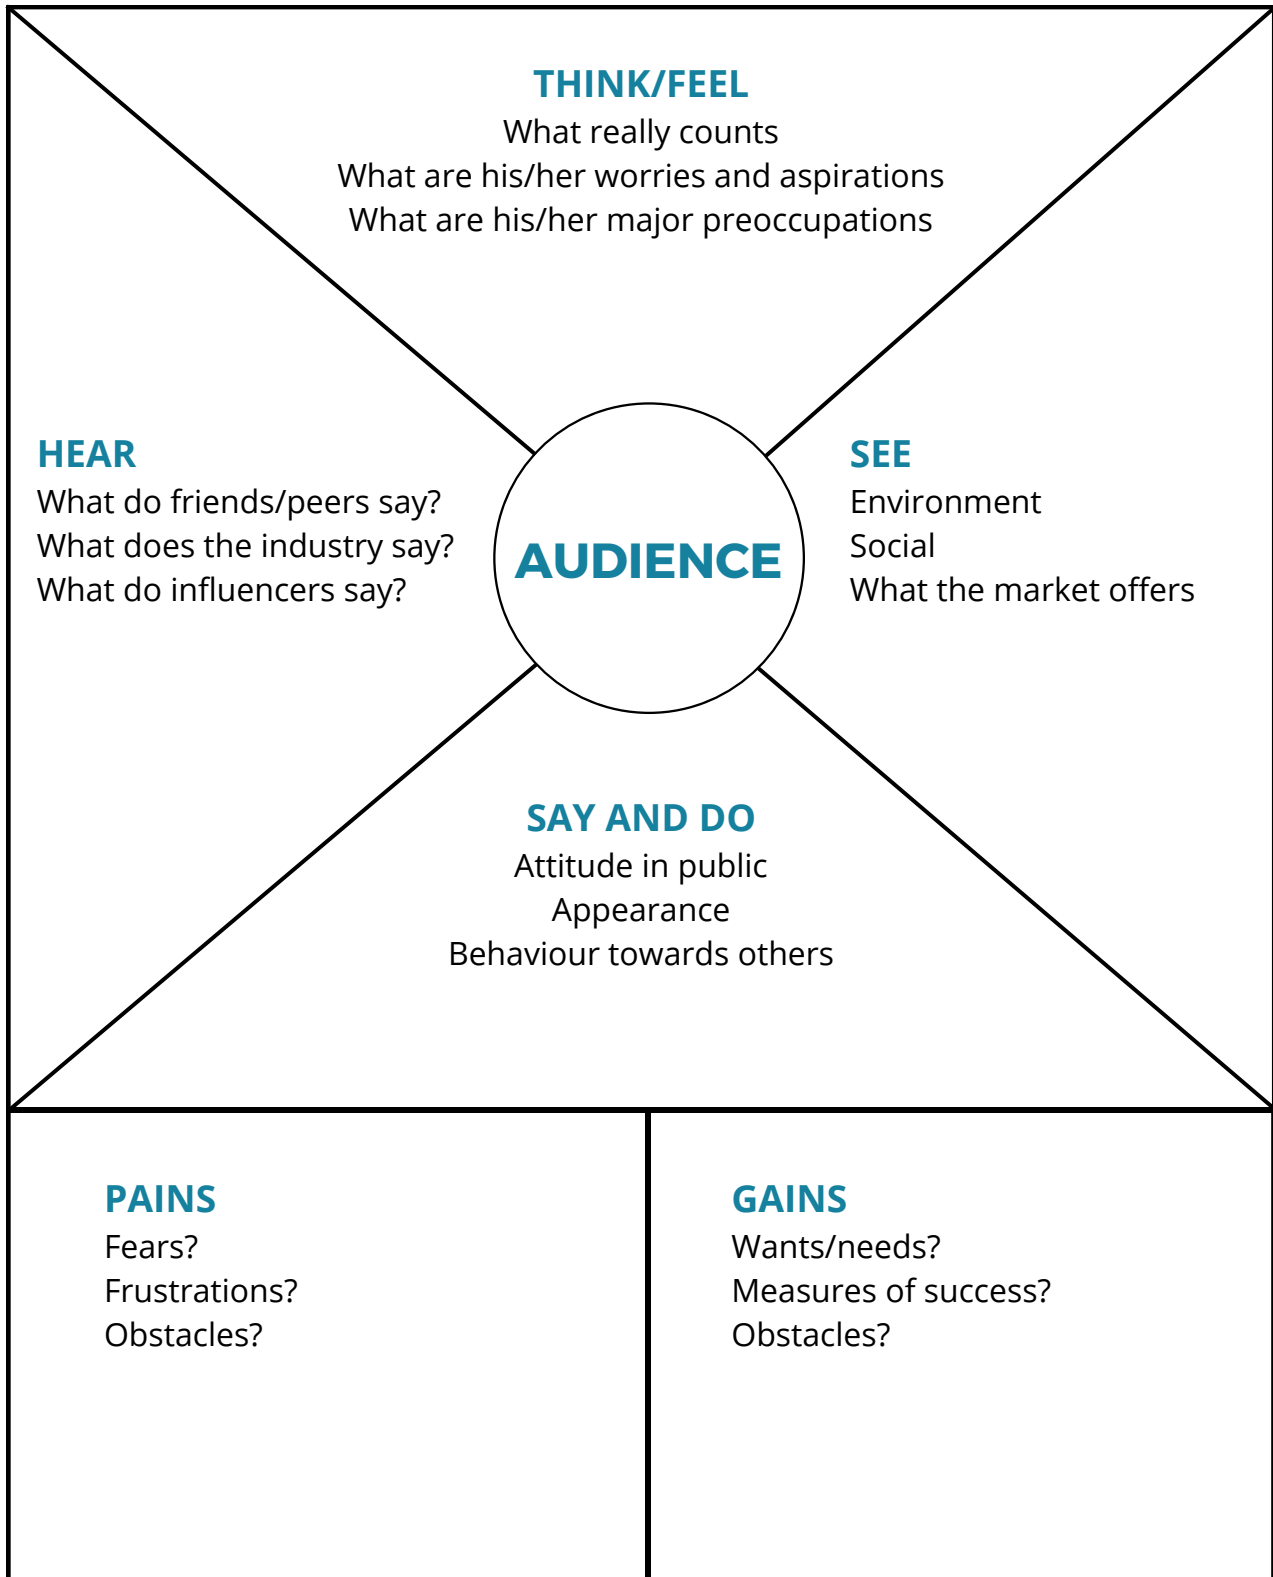 THINK/FEEL
What really counts
What are his/her worries and aspirations
What are his/her major preoccupations
HEAR
What do friends/peers say?
What does the industry say?
What do influencers say?
AUDIENCE
SEE
Environment
Social
What the market offers
SAY AND DO
Attitude in public
Appearance
Behaviour towards others
PAINS
Fears?
Frustrations?
Obstacles?
GAINS
Wants/needs?
Measures of success?
Obstacles?